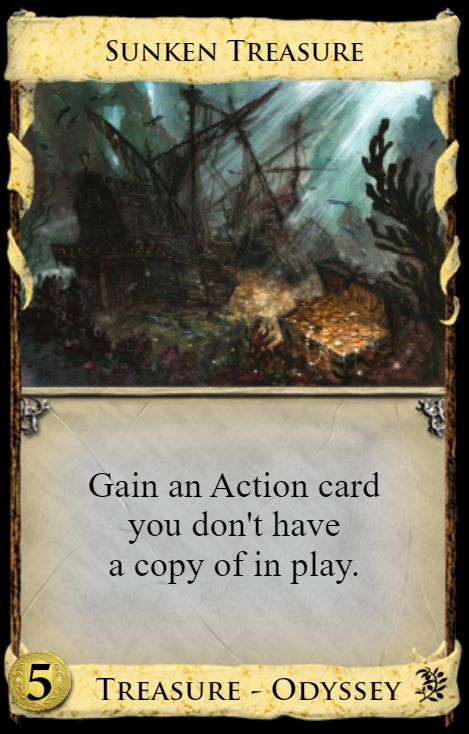 Sunken Treasure
Gain an Action card
you don't have
a copy of in play.
5
Treasure - Odyssey